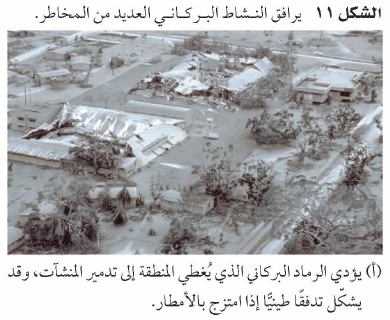 الشكل ١١ يرافق النشاط البـركـانـي العديد من المخاطر.
(أ) يؤدي الرماد البركاني الذي يُغطي المنطقة إلى تدمير المنشآت، وقد
يشكّل تدفقًا طينيًّا إذا امتزج بالأمطار.